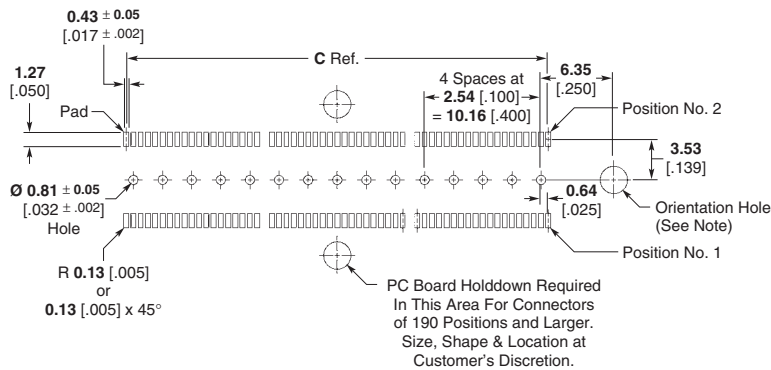 0.43 ± 0.05
[.017 ± .002]
C Ref.
1.27
[.050]
4 Spaces at
2.54 [.100]
= 10.16 [.400]
6.35
[.250]
Pad
Position No. 2
3.53
[.139]
Ø 0.81 ± 0.05
[.032 ± .002]
Hole
0.64
[.025]
Orientation Hole
(See Note)
Position No. 1
R 0.13 [.005]
or
0.13 [.005] x 45°
PC Board Holddown Required
In This Area For Connectors
of 190 Positions and Larger.
Size, Shape & Location at
Customer's Discretion.